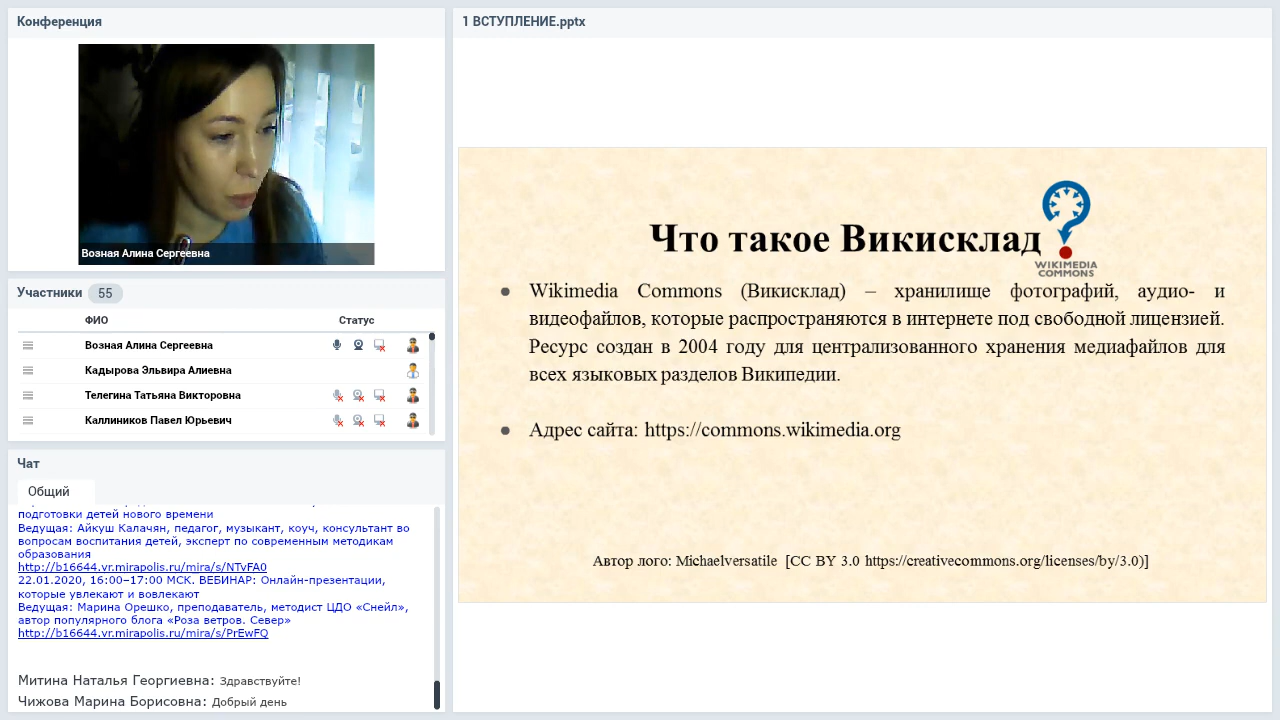 Конференция
Возная Алина Сергеевна
Участники 55
ФИО Статус
Возная Алина Сергеевна
Кадырова Эльвира Алиевна
Телегина Татьяна Викторовна
Каллиников Павел Юрьевич
Чат
Общий
подготовки детей нового времени
Ведущая: Айкуш Калачян, педагог, музыкант, коуч, консультант во
вопросам воспитания детей, эксперт по современным методикам
образования
http://b16644.vr.mirapolis.ru/mira/s/NTvFA0
22.01.2020, 16:00–17:00 МСК. ВЕБИНАР: Онлайн-презентации,
которые увлекают и вовлекают
Ведущая: Марина Орешко, преподаватель, методист ЦДО «Снейл»,
автор популярного блога «Роза ветров. Север»
http://b16644.vr.mirapolis.ru/mira/s/PrEwFQ
Митина Наталья Георгиевна: Здравствуйте!
Чижова Марина Борисовна: Добрый день
1 ВСТУПЛЕНИЕ.pptx
Что такое Викисклад
WIKIMEDIA
COMMONS
Wikimedia Commons (Викисклад) – хранилище фотографий, аудио- и
видеофайлов, которые распространяются в интернете под свободной лицензией.
Ресурс создан в 2004 году для централизованного хранения медиафайлов для
всех языковых разделов Википедии.
Адрес сайта: https://commons.wikimedia.org
Автор лого: Michaelversatile [CC BY 3.0 https://creativecommons.org/licenses/by/3.0)]